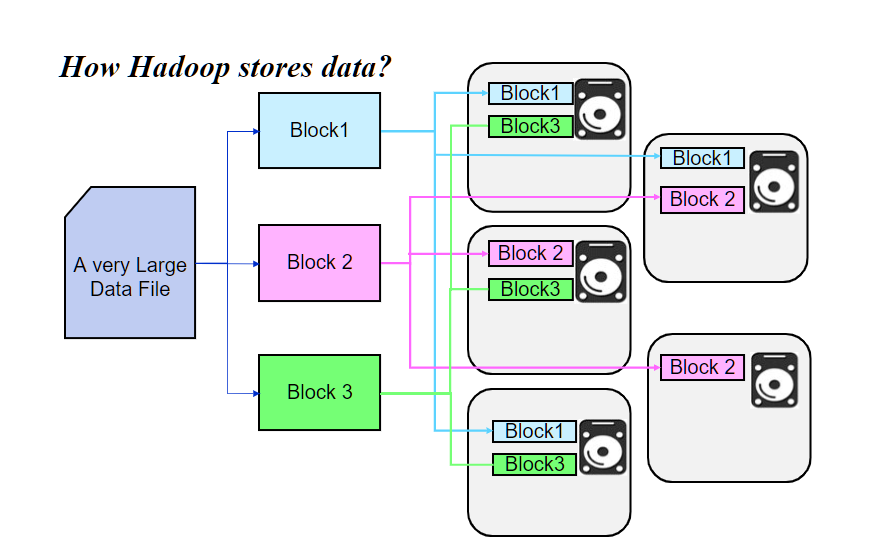 How Hadoop stores data?
A very Large
Data File
Block1
Block 2
Block 3
Block1
Block3
Block1
Block 2
Block 2
Block3
Block 2
Block1
Block3